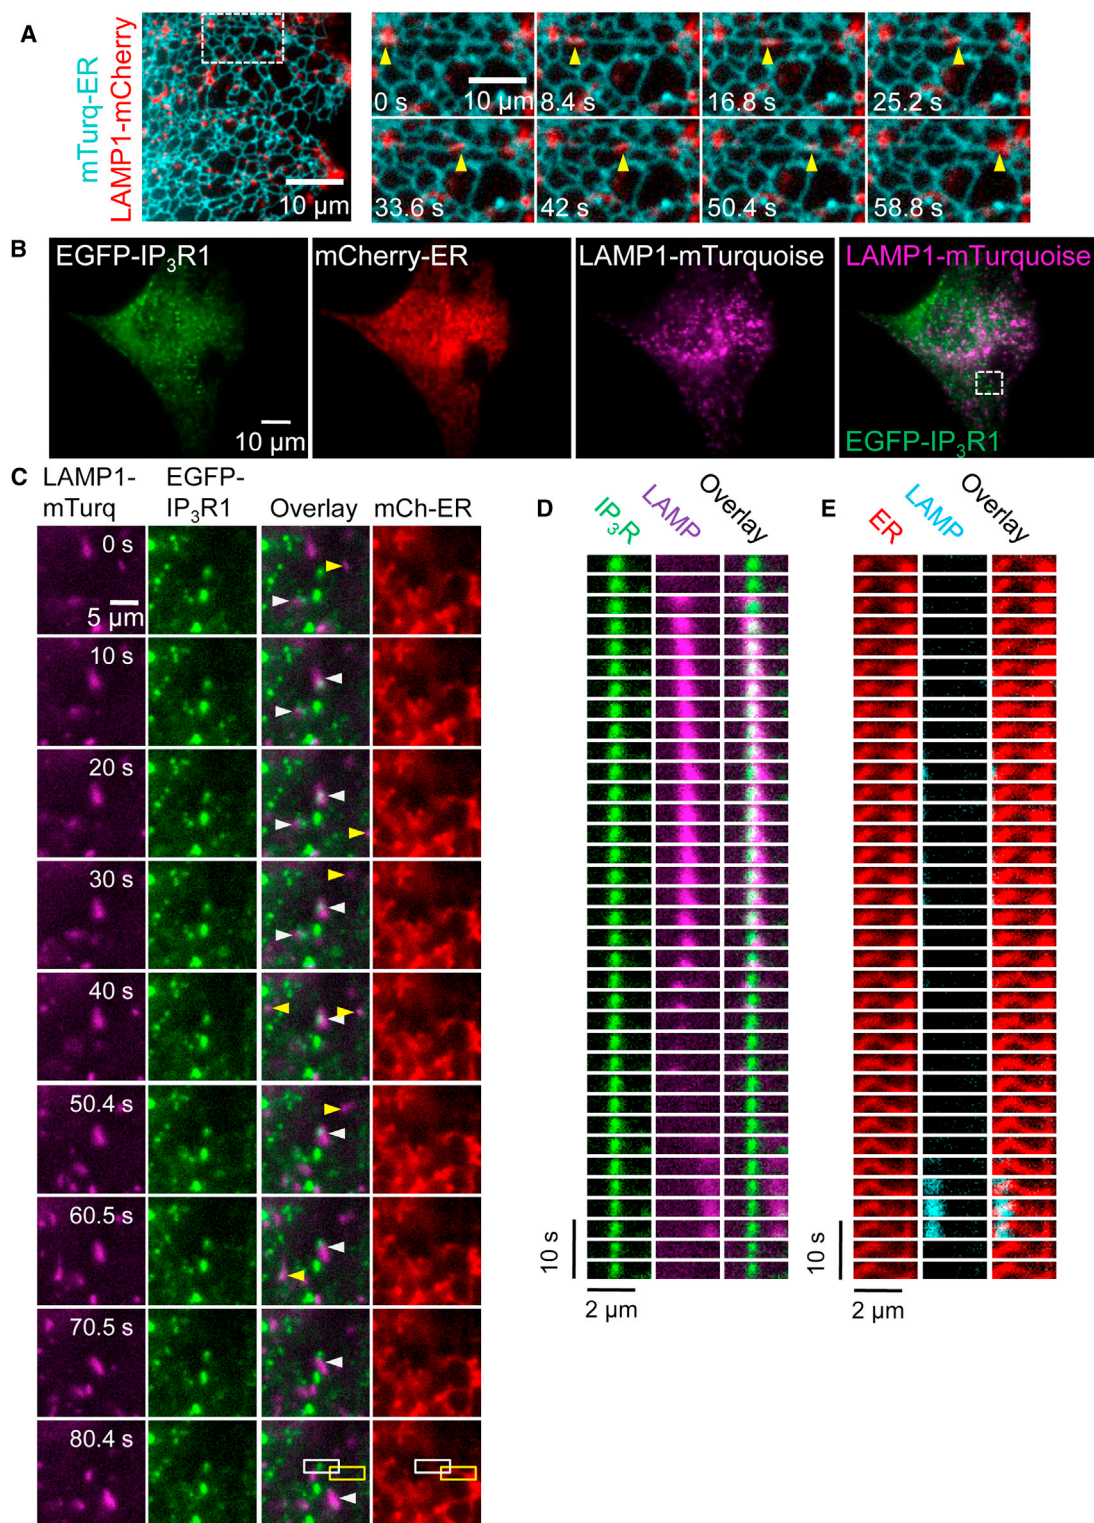 A
mTurq-ER
LAMP1-mCherry
10 μm
10 μm
0 s
8.4 s
16.8 s
25.2 s
33.6 s
42 s
50.4 s
58.8 s
B
EGFP-IP₃R1
mCherry-ER
LAMP1-mTurquoise
LAMP1-mTurquoise
10 μm
EGFP-IP₃R1
C
LAMP1-
mTurq
EGFP-
IP₃R1
Overlay
mCh-ER
0 s
5 μm
10 s
20 s
30 s
40 s
50.4 s
60.5 s
70.5 s
80.4 s
D
IP₃R
LAMP
Overlay
10 s
2 μm
E
ER
LAMP
Overlay
10 s
2 μm